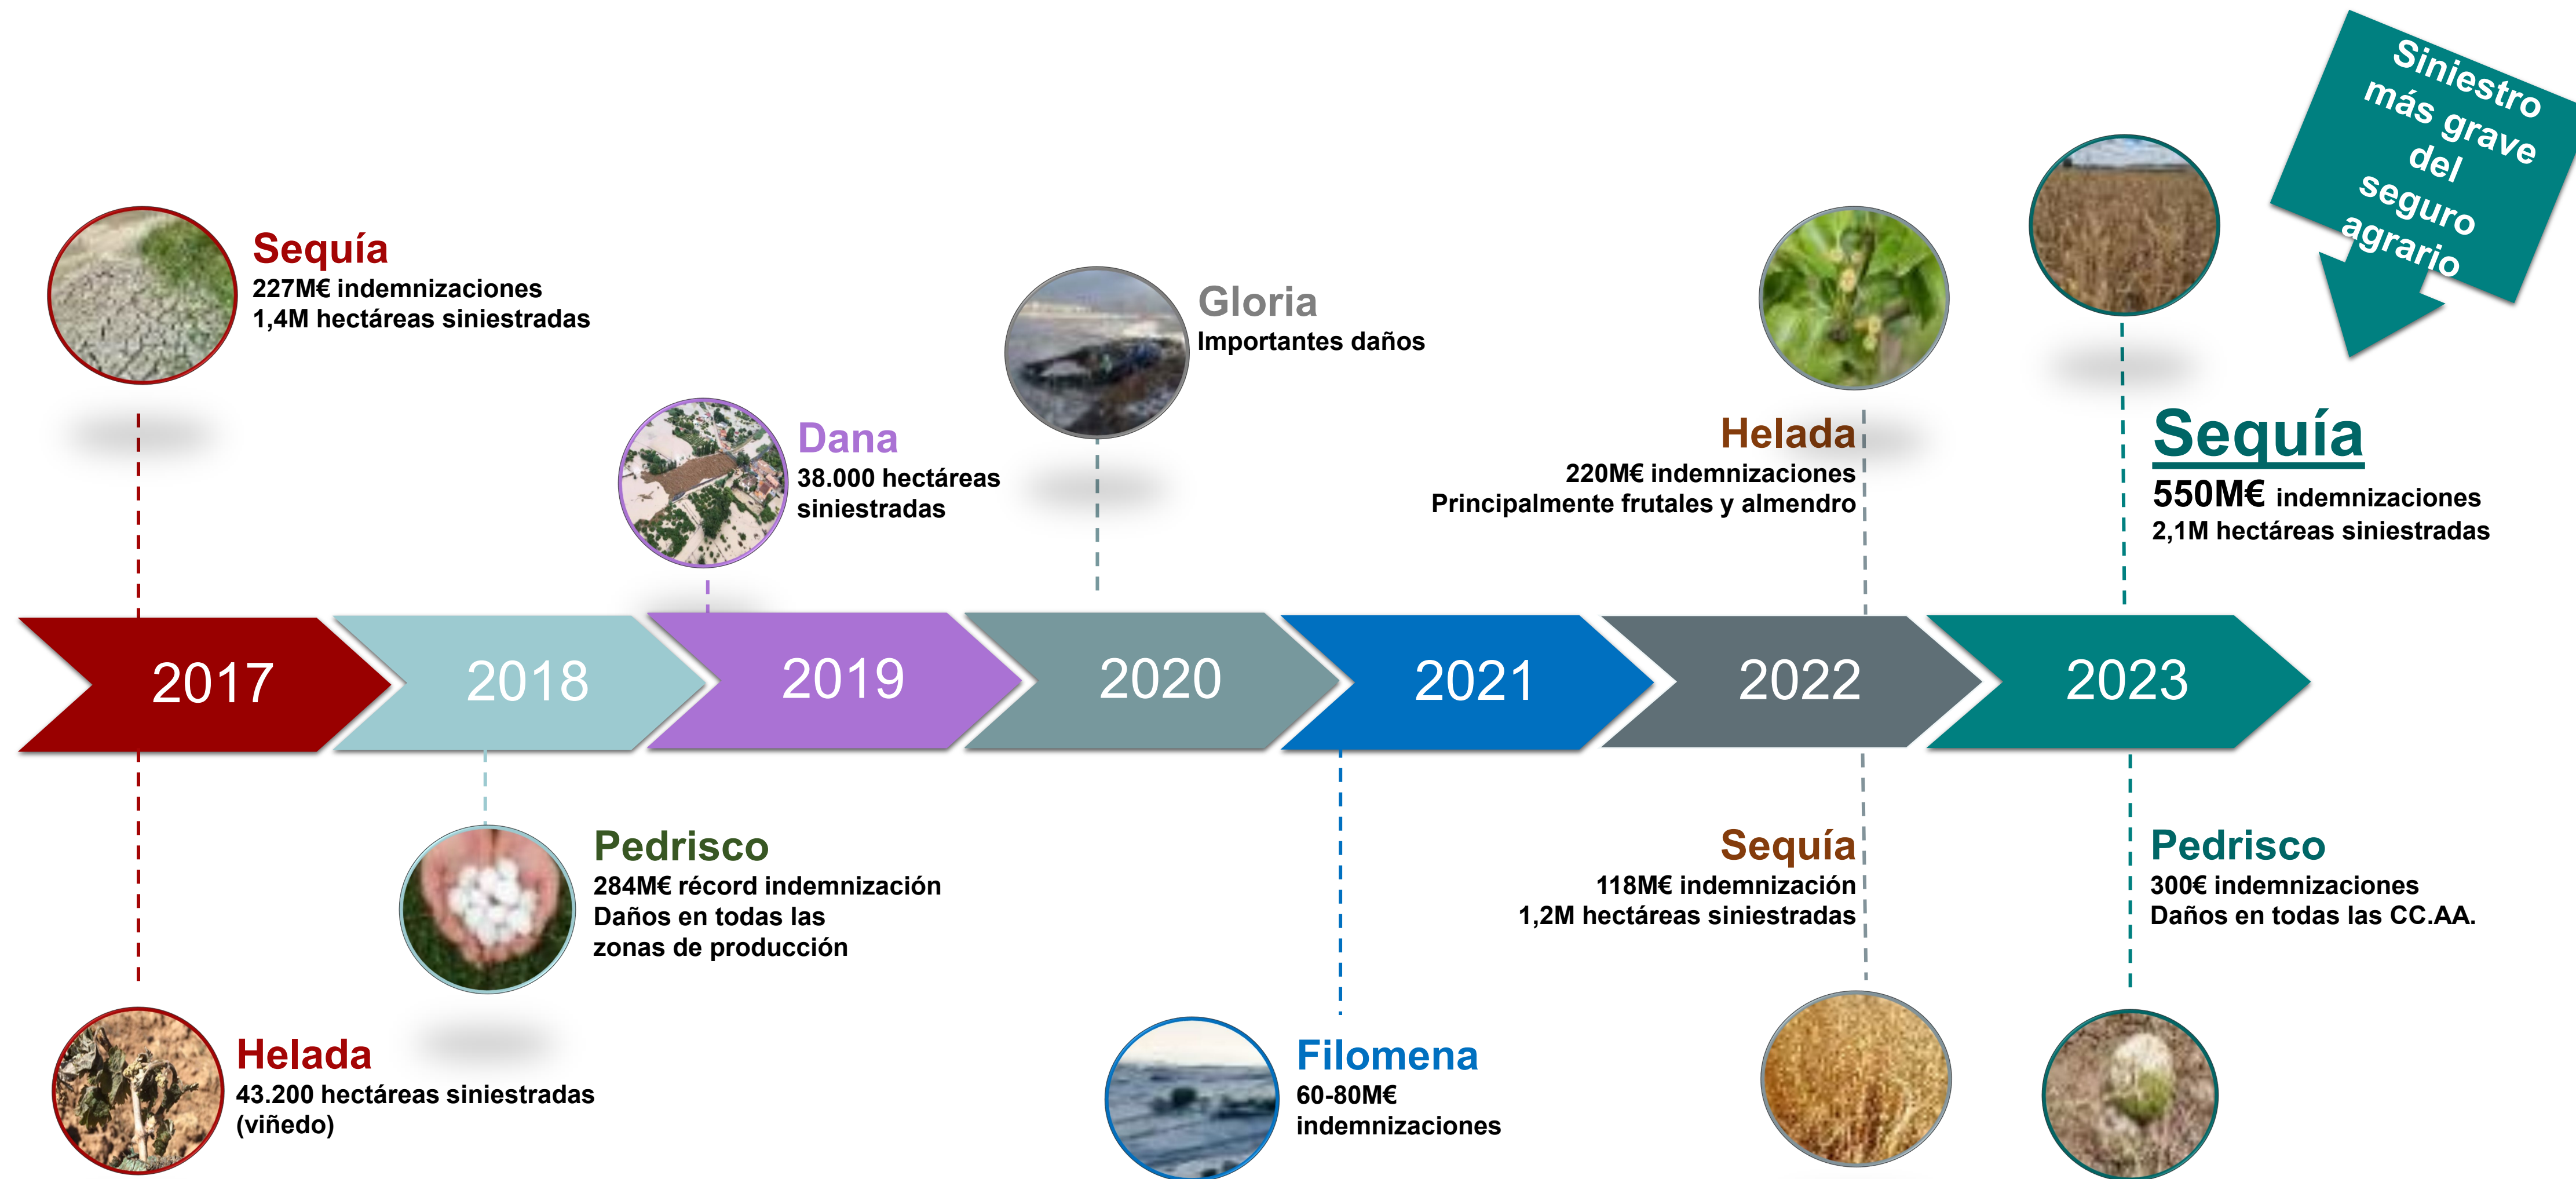 Siniestro
más grave
del
seguro
agrario
Sequía
227M€ indemnizaciones
1,4M hectáreas siniestradas
Gloria
Importantes daños
Dana
38.000 hectáreas
siniestradas
Helada
220M€ indemnizaciones
Principalmente frutales y almendro
Sequía
550M€ indemnizaciones
2,1M hectáreas siniestradas
2017
2018
2019
2020
2021
2022
2023
Pedrisco
284M€ récord indemnización
Daños en todas las
zonas de producción
Sequía
118M€ indemnización
1,2M hectáreas siniestradas
Pedrisco
300€ indemnizaciones
Daños en todas las CC.AA.
Helada
43.200 hectáreas siniestradas
(viñedo)
Filomena
60-80M€
indemnizaciones